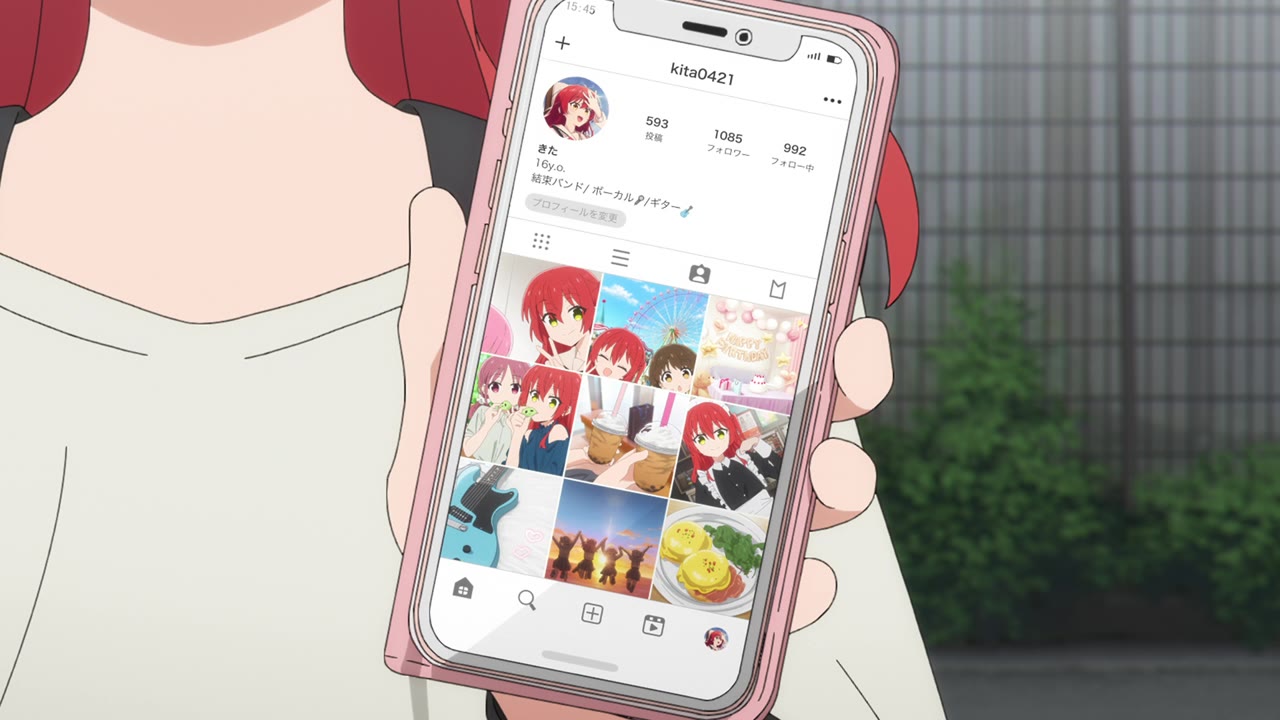 15:45
kita0421
593
投稿
1085
フォロワー
992
フォロー中
きた
16y.o.
結束バンド/ ボーカル🎤/ギター🎸
プロフィールを変更
HAPPY
BIRTHDAY